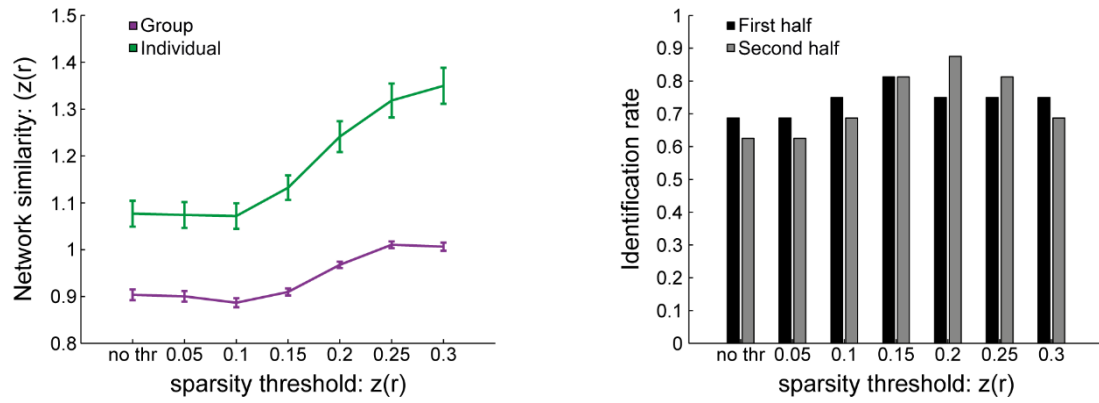 Group
Individual
Network similarity: (z(r)
1.5
1.4
1.3
1.2
1.1
1
0.9
0.8
no thr 0.05 0.1 0.15 0.2 0.25 0.3
sparsity threshold: z(r)
First half
Second half
Identification rate
1
0.9
0.8
0.7
0.6
0.5
0.4
0.3
0.2
0.1
0
no thr 0.05 0.1 0.15 0.2 0.25 0.3
sparsity threshold: z(r)